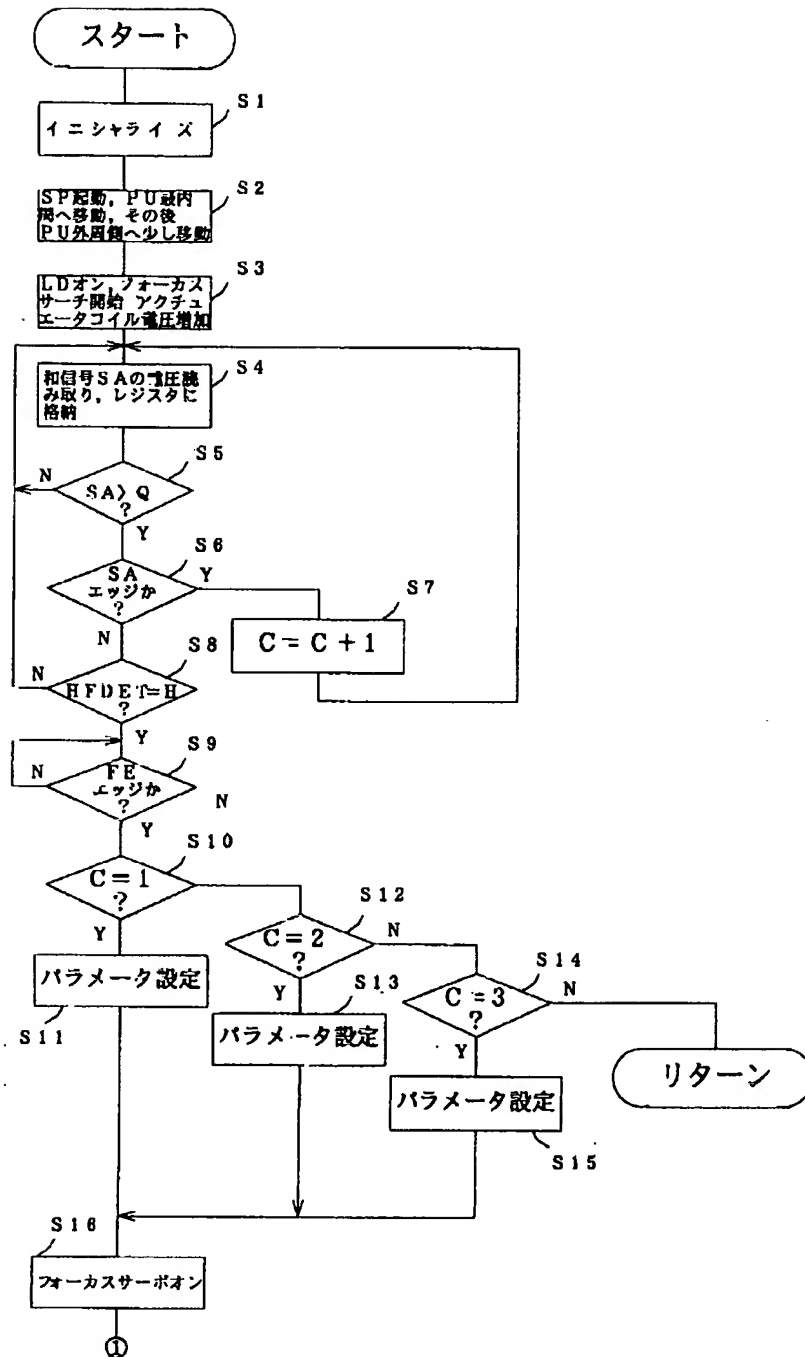 スタート
S1
イニシャライズ
S2
SP起動,PU最内
周へ移動,その後
PU外周側へ少し移動
S3
LDオン,フォーカス
サーチ開始 アクチュ
エータコイル電圧増加
S4
和信号SAの電圧読
み取り,レジスタに
格納
S5
N
SA>Q
?
Y
S6
SA
エッジか
?
Y
N
S7
C=C+1
S8
N
HFDET=H
?
Y
S9
N
FE
エッジか
?
N
Y
S10
C=1
?
Y
S12
C=2
?
N
Y
S14
C=3
?
N
Y
パラメータ設定
S11
S13
パラメータ設定
パラメータ設定
S15
リターン
S16
フォーカスサーボオン
①